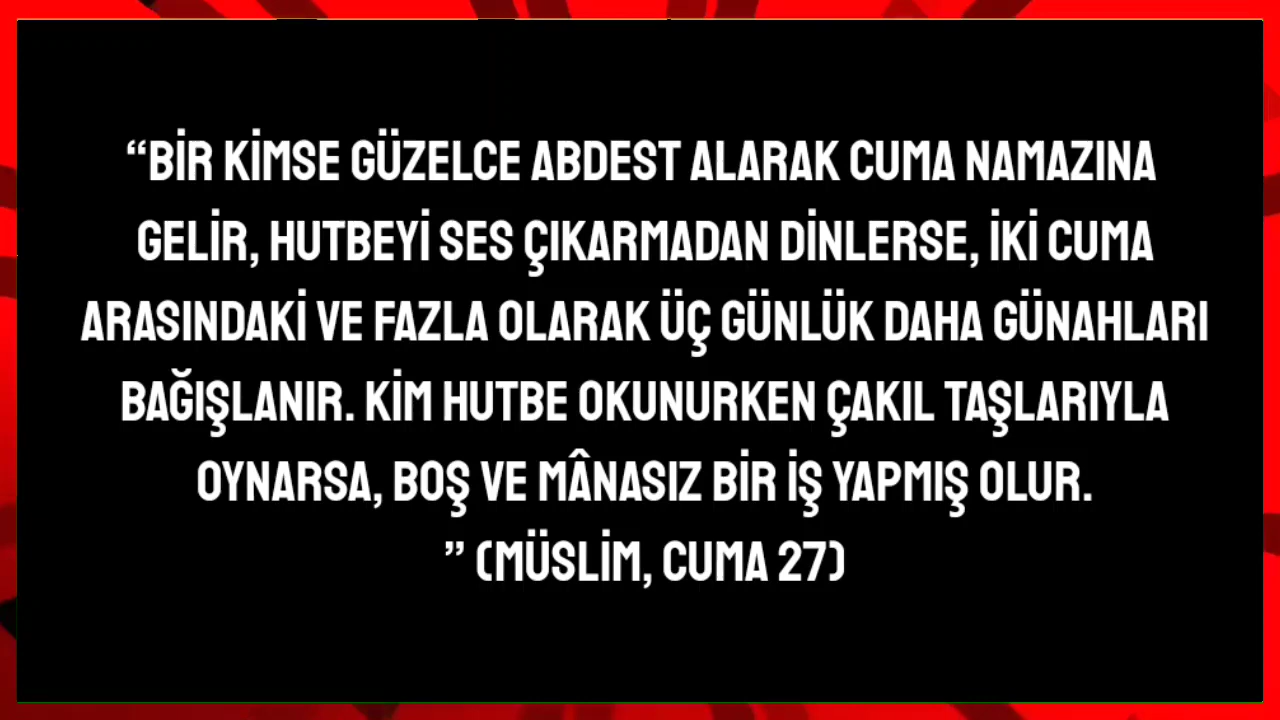 “BİR KİMSE GÜZELCE ABDEST ALARAK CUMA NAMAZINA
GELİR, HUTBEYİ SES ÇIKARMADAN DİNLERSE, İKİ CUMA
ARASINDAKİ VE FAZLA OLARAK ÜÇ GÜNLÜK DAHA GÜNAHLARI
BAĞIŞLANIR. KİM HUTBE OKUNURKEN ÇAKIL TAŞLARIYLA
OYNARSA, BOŞ VE MÂNASIZ BİR İŞ YAPMIŞ OLUR.
” (MÜSLİM, CUMA 27)